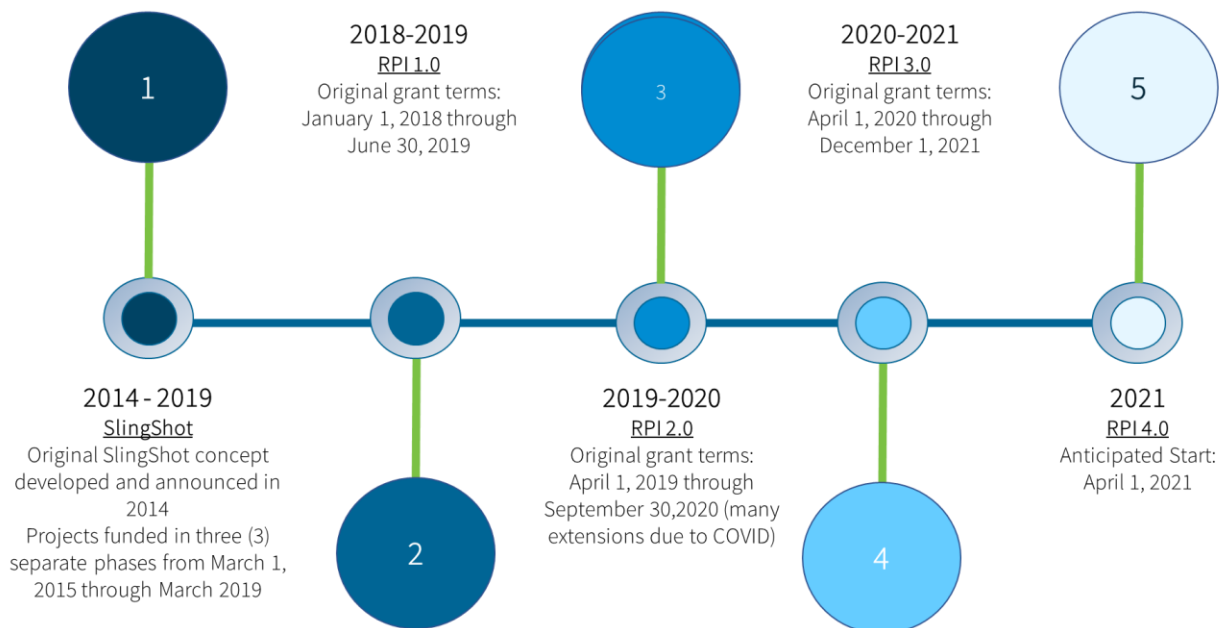 1
2014 - 2019
SlingShot
Original SlingShot concept
developed and announced in
2014
Projects funded in three (3)
separate phases from March 1,
2015 through March 2019
2018-2019
RPI 1.0
Original grant terms:
January 1, 2018 through
June 30, 2019
2
3
2019-2020
RPI 2.0
Original grant terms:
April 1, 2019 through
September 30,2020 (many
extensions due to COVID)
2020-2021
RPI 3.0
Original grant terms:
April 1, 2020 through
December 1, 2021
4
5
2021
RPI 4.0
Anticipated Start:
April 1, 2021